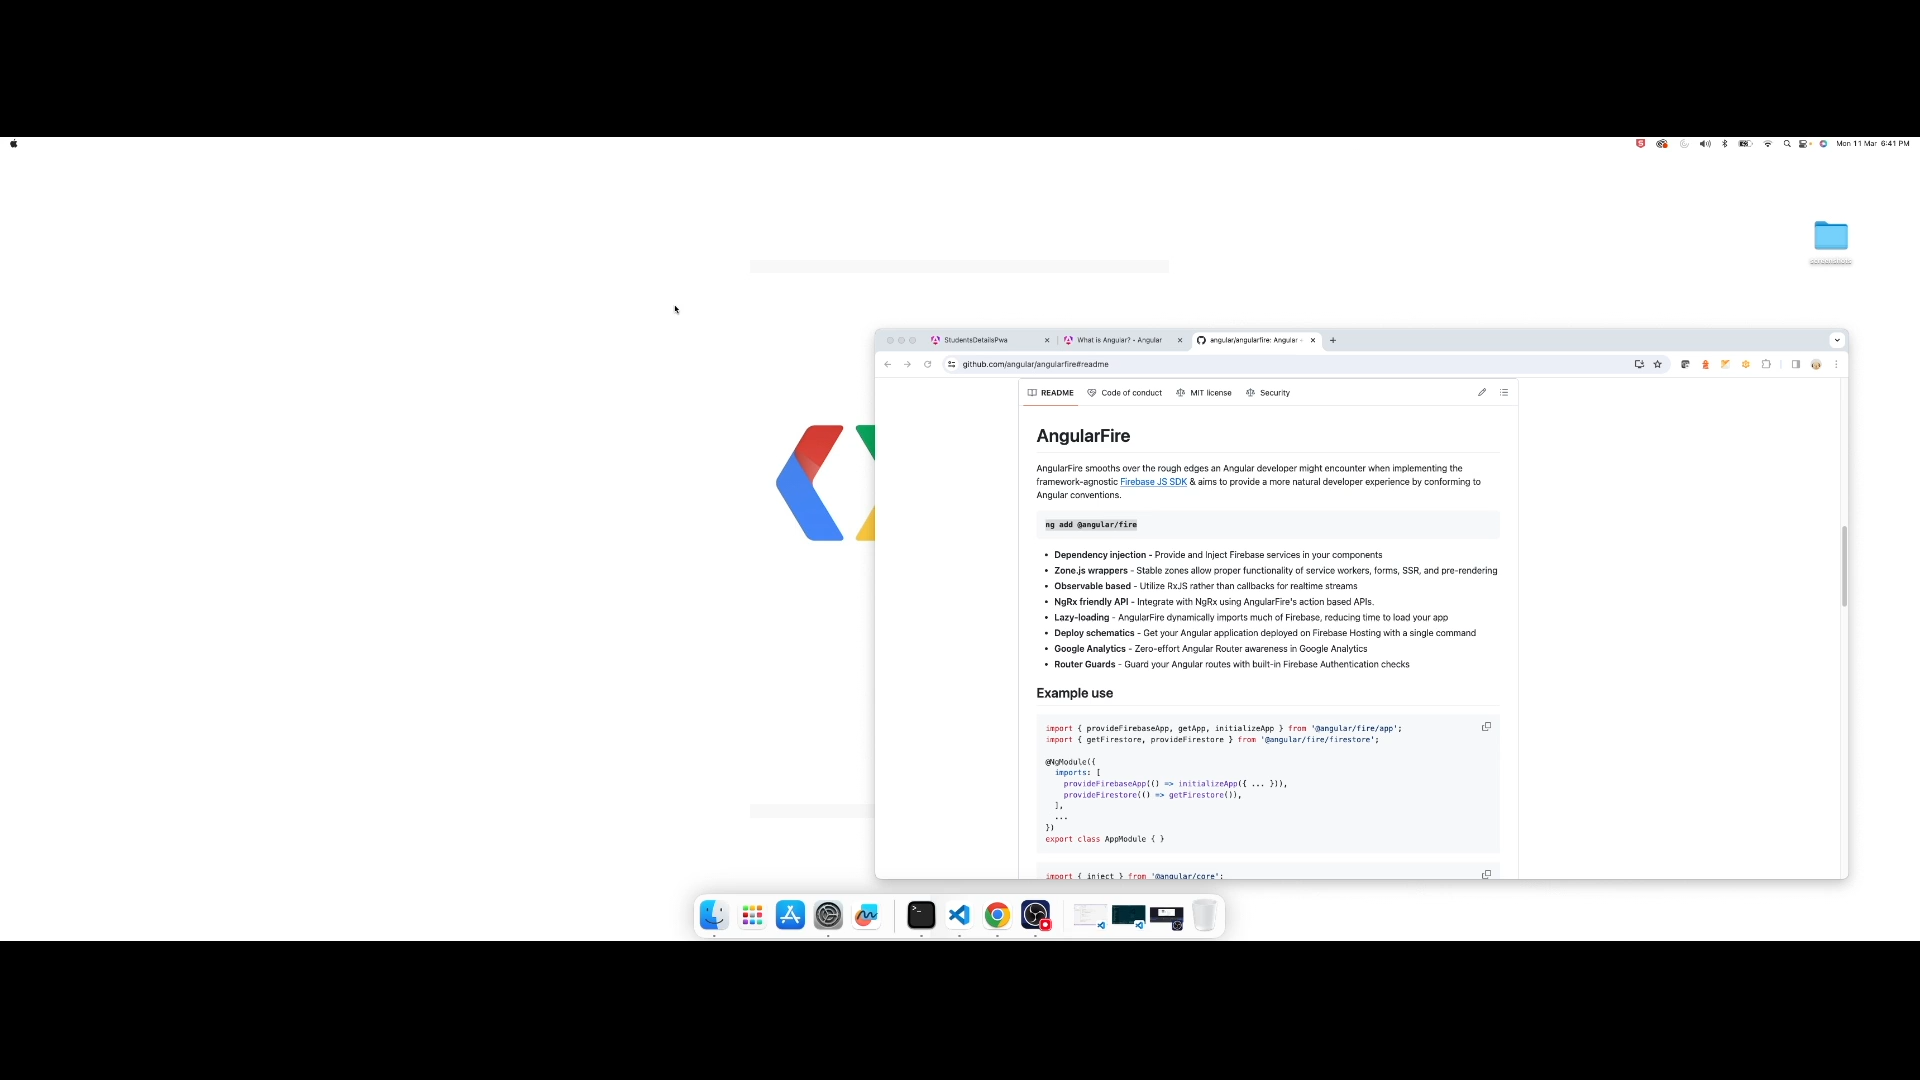 Mon 11 Mar 6:41 PM
screenshots
StudentsDetailsPwa
What is Angular? - Angular
angular/angularfire: Angular -
github.com/angular/angularfire#readme
README
Code of conduct
MIT license
Security
AngularFire
AngularFire smooths over the rough edges an Angular developer might encounter when implementing the
framework-agnostic Firebase JS SDK & aims to provide a more natural developer experience by conforming to
Angular conventions.
ng add @angular/fire
• Dependency injection - Provide and Inject Firebase services in your components
• Zone.js wrappers - Stable zones allow proper functionality of service workers, forms, SSR, and pre-rendering
• Observable based - Utilize RxJS rather than callbacks for realtime streams
• NgRx friendly API - Integrate with NgRx using AngularFire's action based APIs.
• Lazy-loading - AngularFire dynamically imports much of Firebase, reducing time to load your app
• Deploy schematics - Get your Angular application deployed on Firebase Hosting with a single command
• Google Analytics - Zero-effort Angular Router awareness in Google Analytics
• Router Guards - Guard your Angular routes with built-in Firebase Authentication checks
Example use
import { provideFirebaseApp, getApp, initializeApp } from '@angular/fire/app';
import { getFirestore, provideFirestore } from '@angular/fire/firestore';
@NgModule({
imports: [
provideFirebaseApp(() => initializeApp({ ... })),
provideFirestore(() => getFirestore()),
],
...
})
export class AppModule { }
import { inject } from '@angular/core';